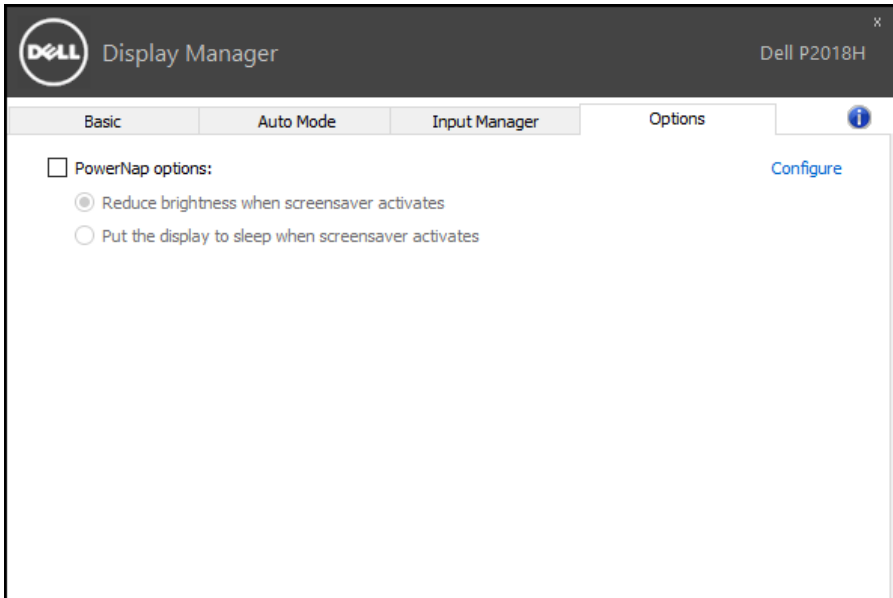 x
DELL
Display Manager
Dell P2018H
Basic
Auto Mode
Input Manager
Options
i
PowerNap options:
Configure
Reduce brightness when screensaver activates
Put the display to sleep when screensaver activates